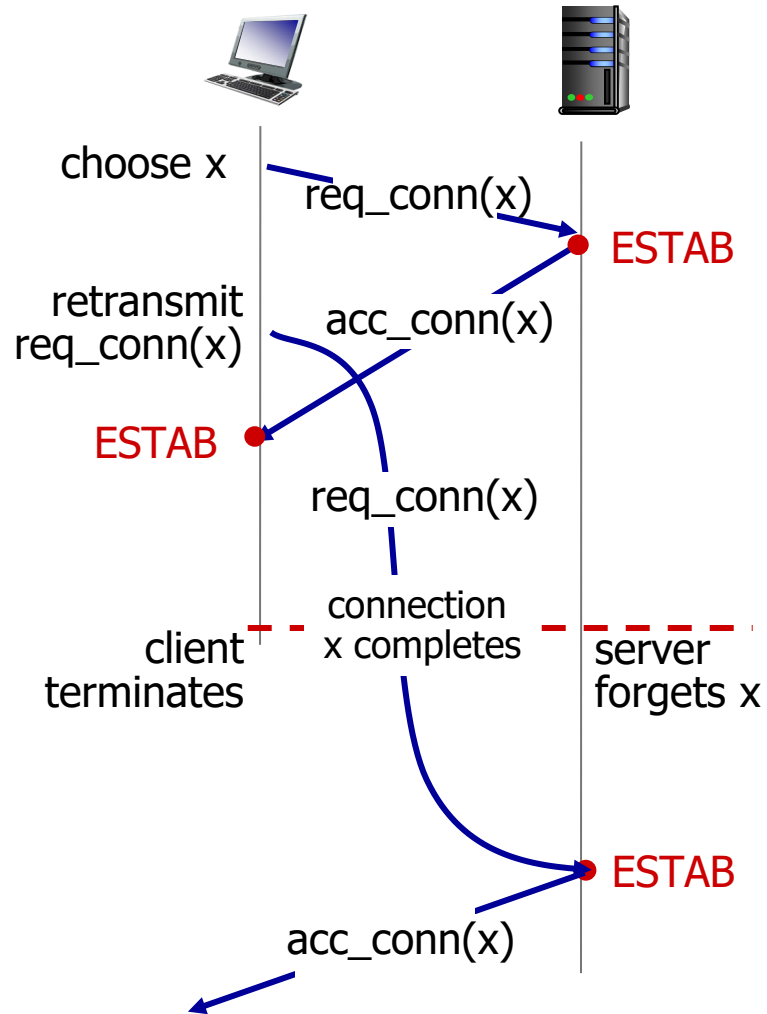 choose x
req_conn(x)
ESTAB
retransmit
req_conn(x)
acc_conn(x)
ESTAB
req_conn(x)
connection
x completes
client
terminates
server
forgets x
ESTAB
acc_conn(x)